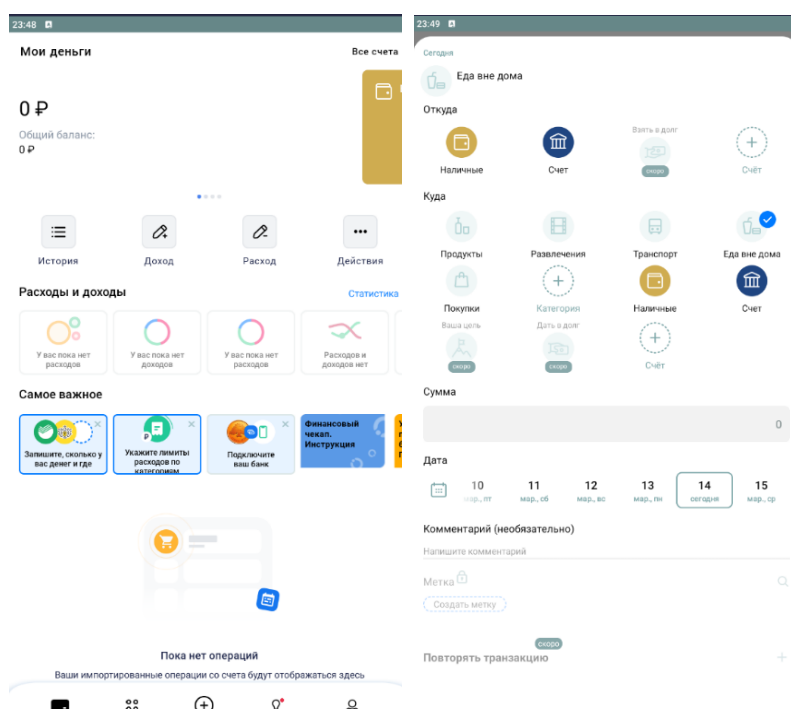 23:48
Мои деньги
Все счета
0 ₽
Общий баланс:
0 ₽
История
Доход
Расход
Действия
Расходы и доходы
Статистика
У вас пока нет
расходов
У вас пока нет
доходов
У вас пока нет
расходов
Расходов и
доходов нет
Самое важное
Запишите, сколько у
вас денег и где
Укажите лимиты
расходов по
категориям
Подключите
ваш банк
Финансовый
чекап.
Инструкция
Пока нет операций
Ваши импортированные операции со счета будут отображаться здесь
23:49
Сегодня
Еда вне дома
Откуда
Взять в долг
скоро
Наличные
Счет
Счёт
Куда
Продукты
Развлечения
Транспорт
Еда вне дома
Покупки
Категория
Наличные
Счет
Ваша цель
Дать в долг
скоро
скоро
Счёт
Сумма
0
Дата
10
мар., пт
11
мар., сб
12
мар., вс
13
мар., пн
14
сегодня
15
мар., ср
Комментарий (необязательно)
Напишите комментарий
Метка
Создать метку
скоро
Повторять транзакцию